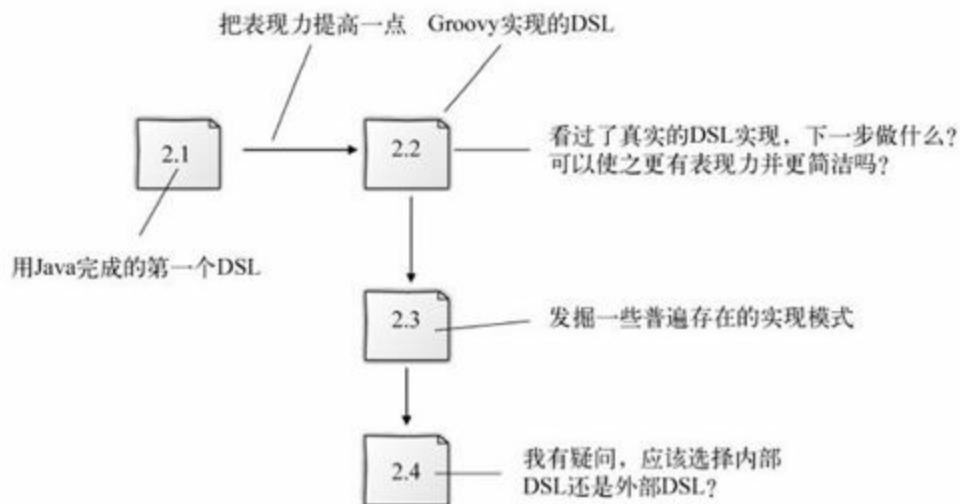 把表现力提高一点 Groovy实现的DSL
2.1
2.2
看过了真实的DSL实现，下一步做什么？
可以使之更有表现力并更简洁吗？
用Java完成的第一个DSL
2.3
发掘一些普遍存在的实现模式
2.4
我有疑问，应该选择内部
DSL还是外部DSL？